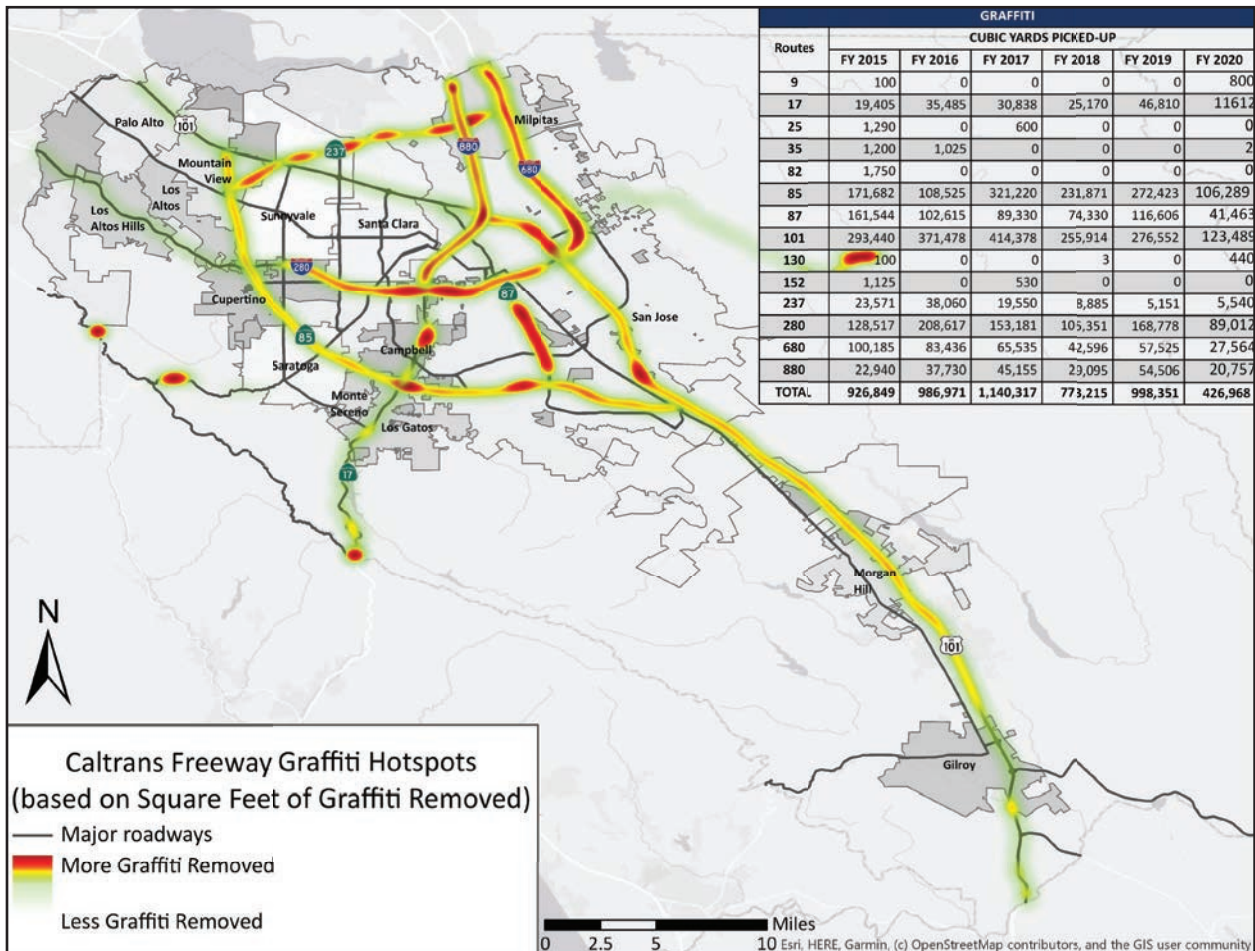 GRAFFITI
Routes CUBIC YARDS PICKED-UP
FY 2015 FY 2016 FY 2017 FY 2018 FY 2019 FY 2020
9 100 0 0 0 0 800
17 19,405 35,485 30,838 25,170 46,810 11612
25 1,290 0 600 0 0 0
35 1,200 1,025 0 0 0 2
82 1,750 0 0 0 0 0
85 171,682 108,525 321,220 231,871 272,423 106,289
87 161,544 102,615 89,330 74,330 116,606 41,463
101 293,440 371,478 414,378 255,914 276,552 123,489
130 100 0 0 3 0 440
152 1,125 0 530 0 0 0
237 23,571 38,060 19,550 8,885 5,151 5,540
280 128,517 208,617 153,181 105,351 168,778 89,012
680 100,185 83,436 65,535 42,596 57,525 27,564
880 22,940 37,730 45,155 29,095 54,506 20,757
TOTAL 926,849 986,971 1,140,317 773,215 998,351 426,968
Palo Alto
101
Milpitas
237
880
680
Mountain
View
Los
Altos
Los
Altos Hills
Sunnyvale
Santa Clara
280
87
Cupertino
San Jose
85
Campbell
Saratoga
Monte
Sereno
Los Gatos
17
Morgan
Hill
101
Gilroy
N
Caltrans Freeway Graffiti Hotspots
(based on Square Feet of Graffiti Removed)
Major roadways
More Graffiti Removed
Less Graffiti Removed
Miles
0 2.5 5 10
Esri, HERE, Garmin, (c) OpenStreetMap contributors, and the GIS user community